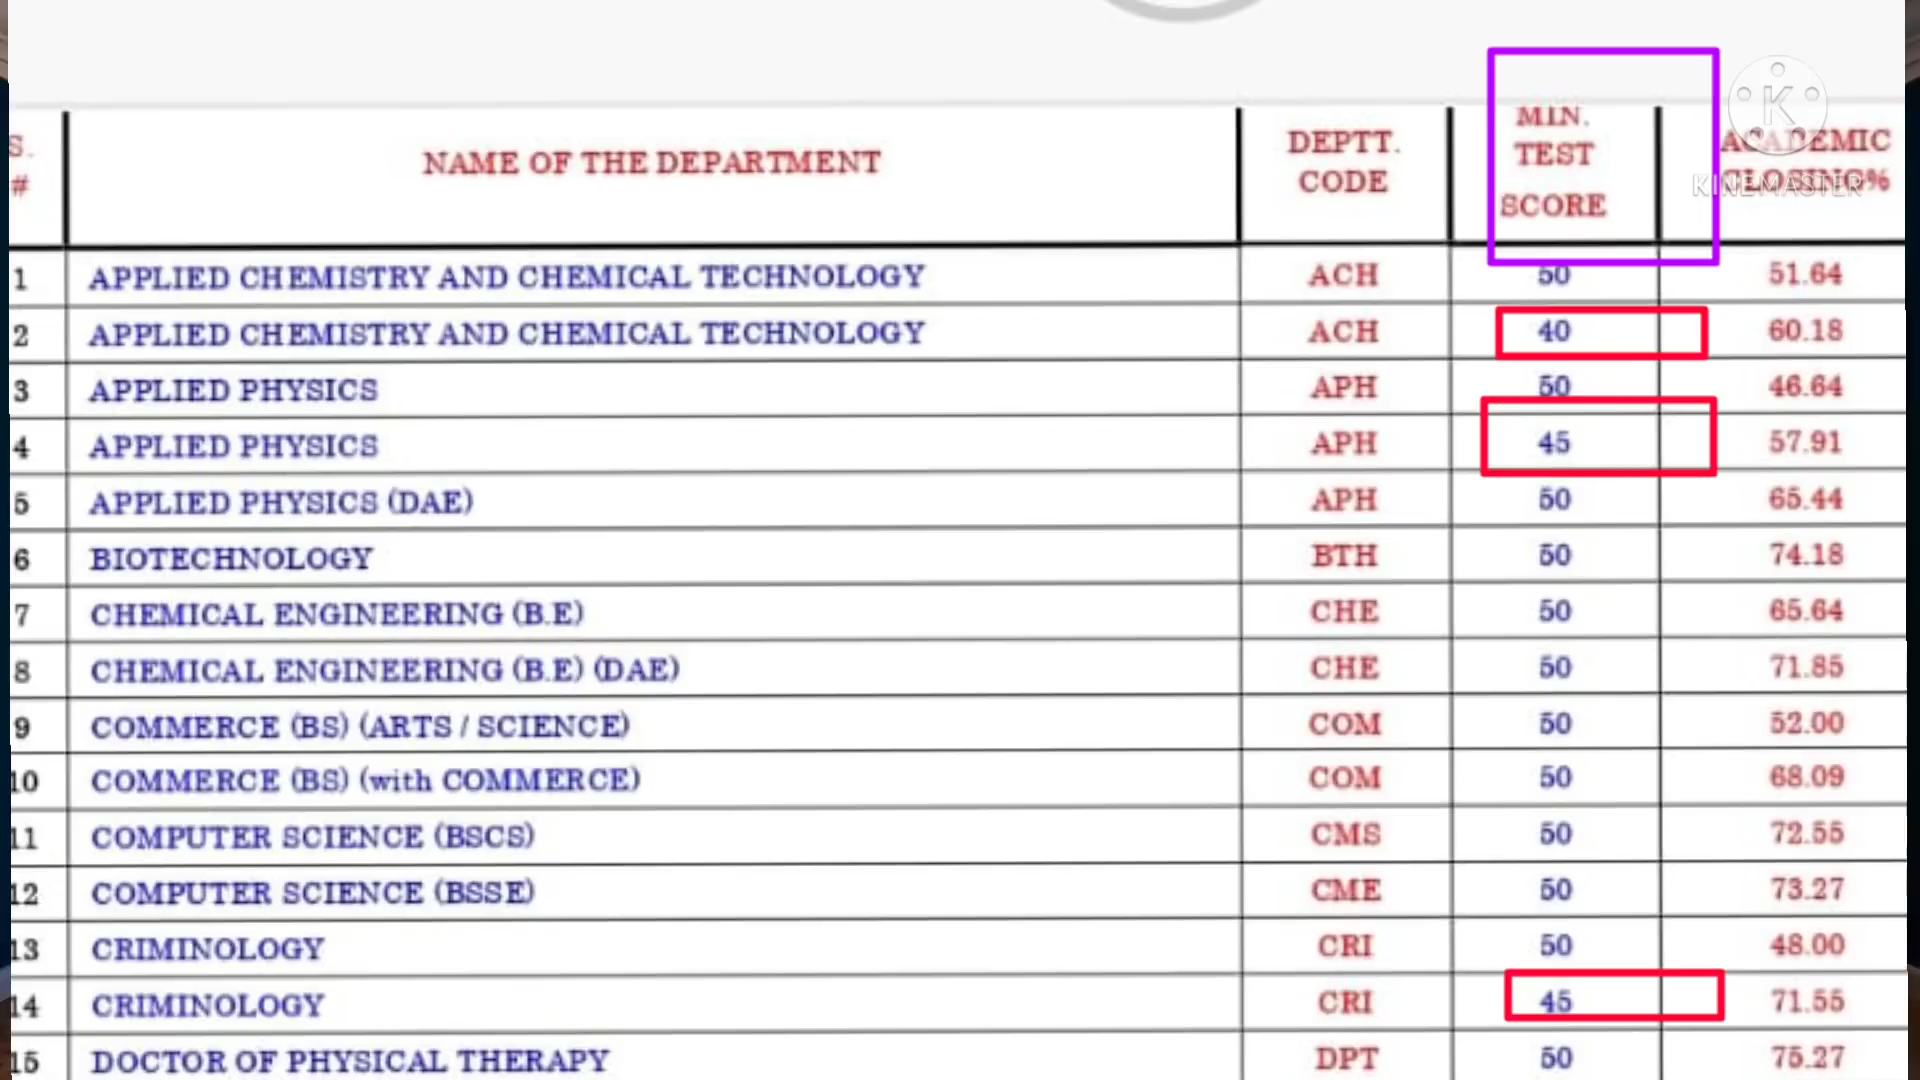 S. # NAME OF THE DEPARTMENT DEPTT. CODE MIN. TEST SCORE ACADEMIC CLOSING%
KINEMASTER
1 APPLIED CHEMISTRY AND CHEMICAL TECHNOLOGY ACH 50 51.64
2 APPLIED CHEMISTRY AND CHEMICAL TECHNOLOGY ACH 40 60.18
3 APPLIED PHYSICS APH 50 46.64
4 APPLIED PHYSICS APH 45 57.91
5 APPLIED PHYSICS (DAE) APH 50 65.44
6 BIOTECHNOLOGY BTH 50 74.18
7 CHEMICAL ENGINEERING (B.E) CHE 50 65.64
8 CHEMICAL ENGINEERING (B.E) (DAE) CHE 50 71.85
9 COMMERCE (BS) (ARTS / SCIENCE) COM 50 52.00
10 COMMERCE (BS) (with COMMERCE) COM 50 68.09
11 COMPUTER SCIENCE (BSCS) CMS 50 72.55
12 COMPUTER SCIENCE (BSSE) CME 50 73.27
13 CRIMINOLOGY CRI 50 48.00
14 CRIMINOLOGY CRI 45 71.55
15 DOCTOR OF PHYSICAL THERAPY DPT 50 75.27